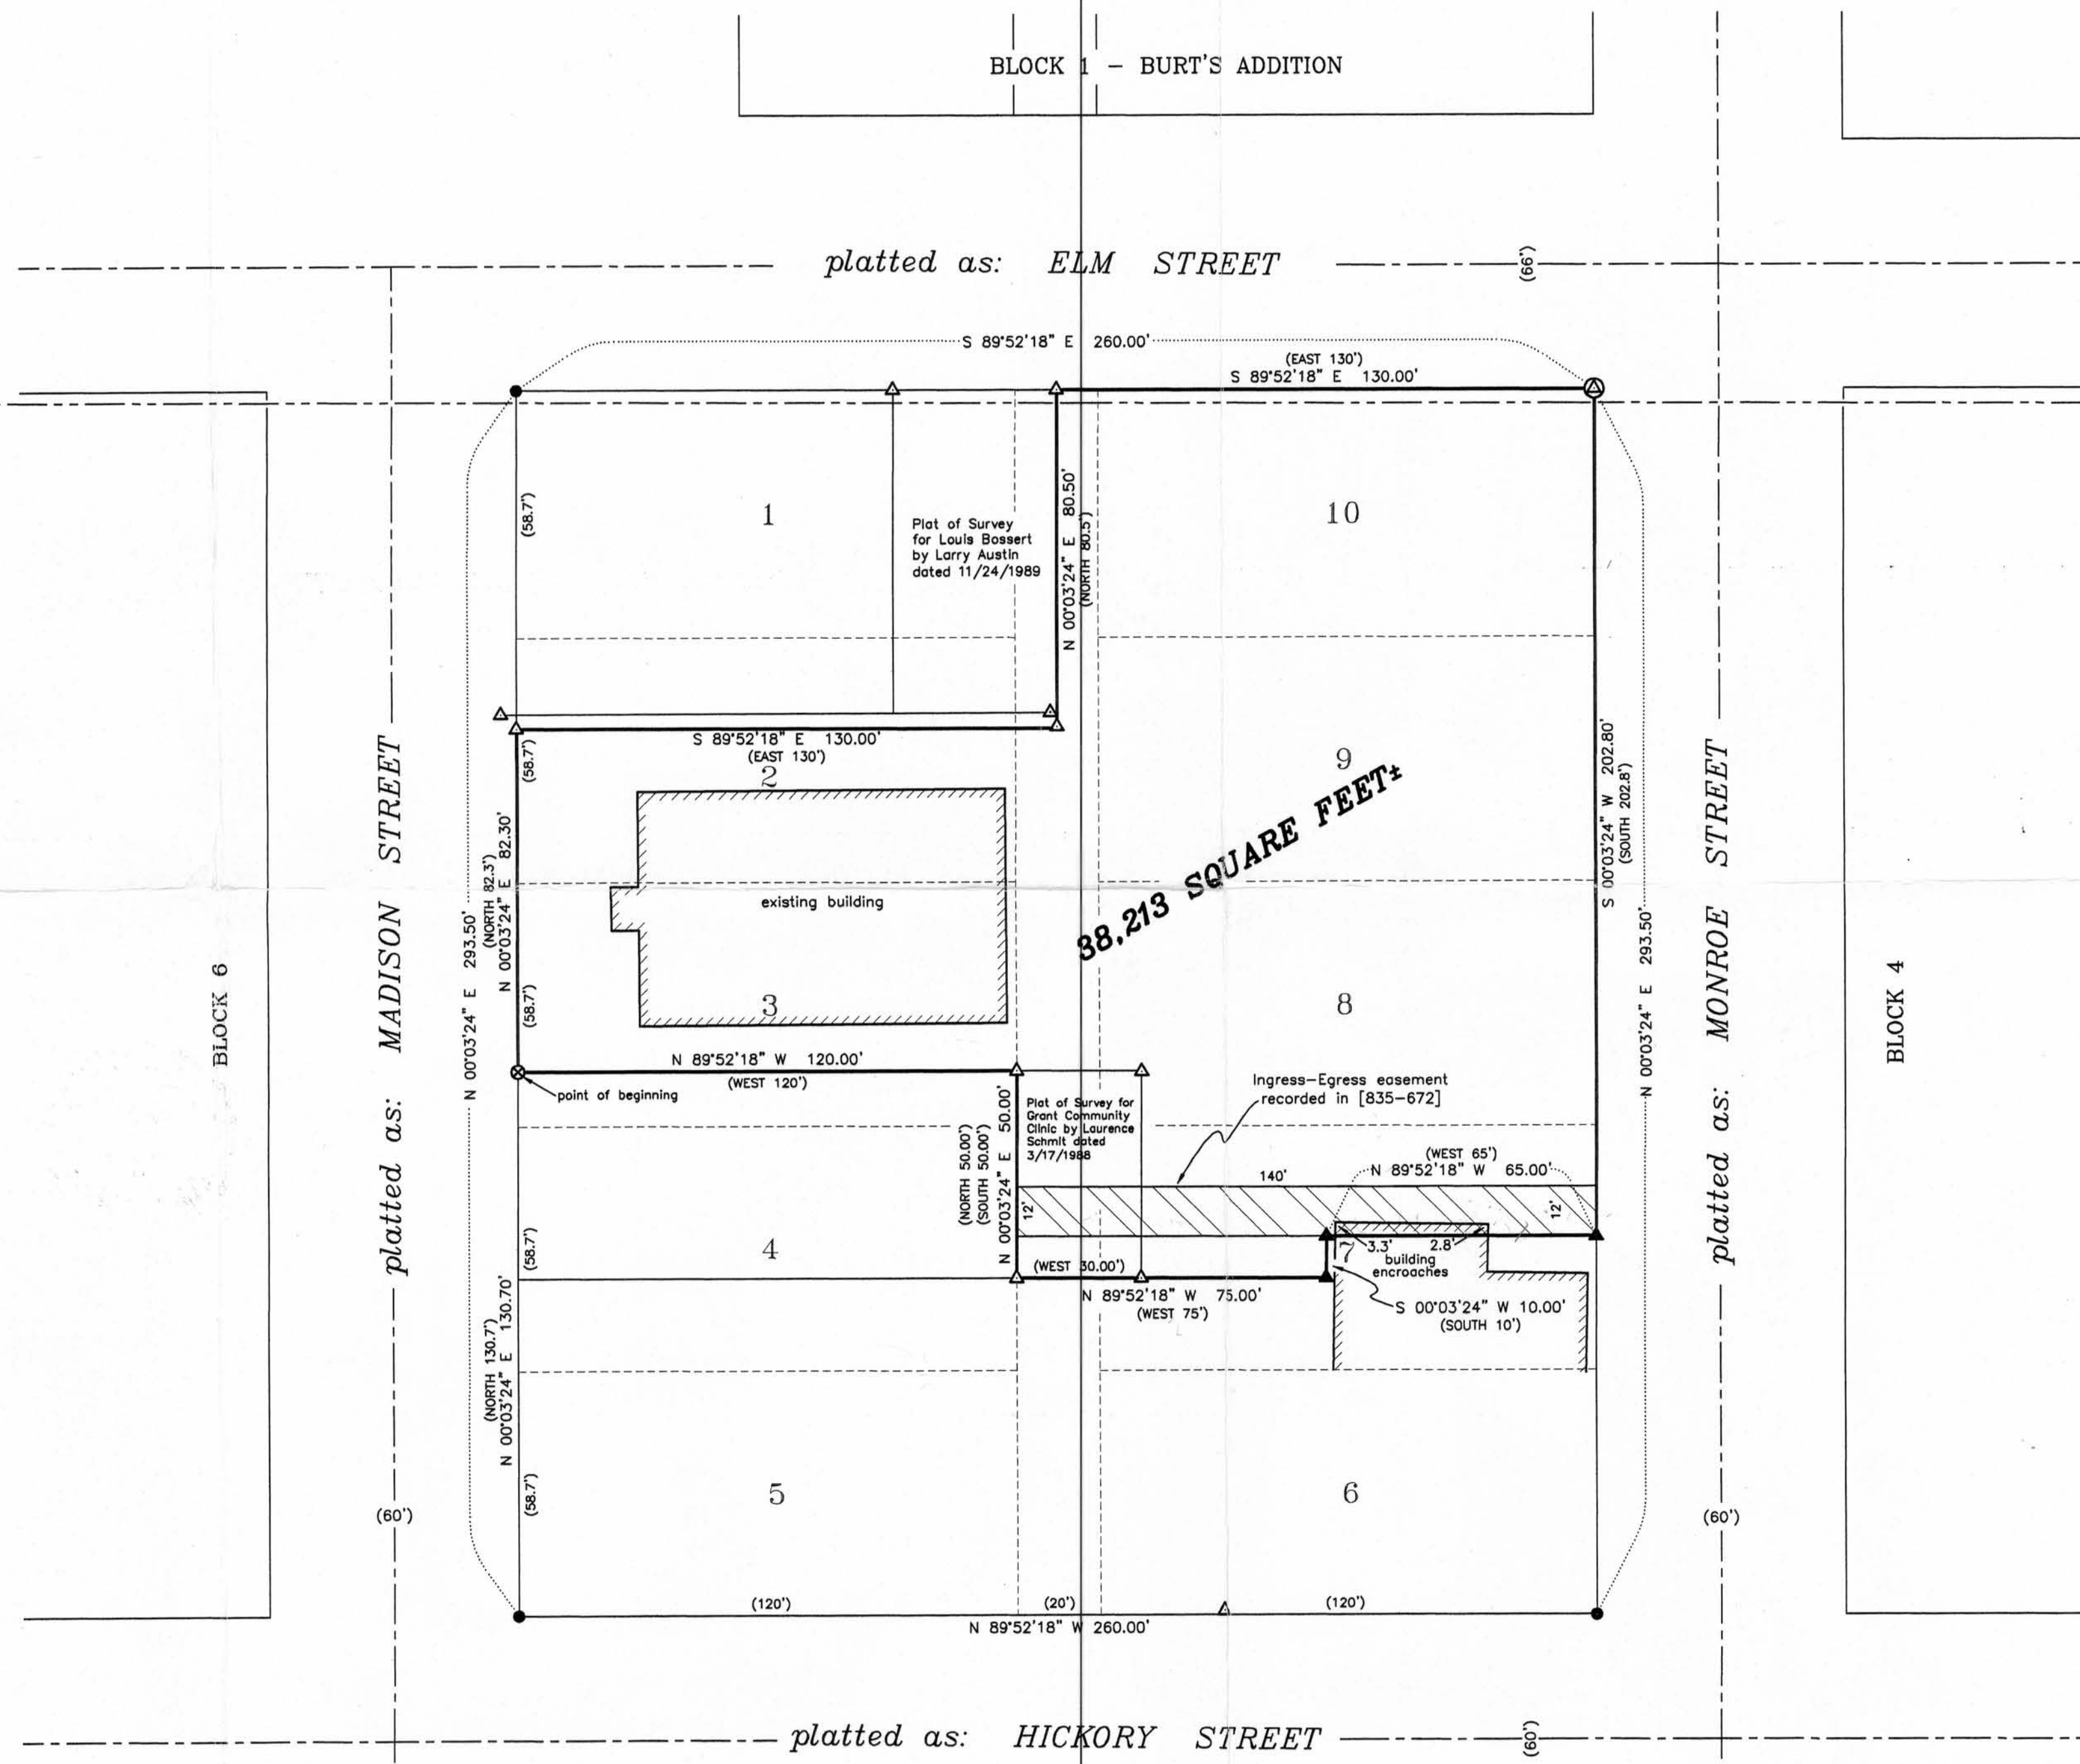 BLOCK 1 – BURT'S ADDITION
platted as: ELM STREET
(66')
S 89°52'18" E 260.00'
(EAST 130')
S 89°52'18" E 130.00'
1
(58.7')
Plat of Survey
for Louis Bossert
by Larry Austin
dated 11/24/1989
N 00°03'24" E 80.50'
(NORTH 80.5')
10
S 89°52'18" E 130.00'
(EAST 130')
2
(58.7')
9
38,213 SQUARE FEET±
S 00°03'24" W 202.80'
(SOUTH 202.8')
N 00°03'24" E 293.50'
(NORTH 82.3')
N 00°03'24" E 82.30'
existing building
3
(58.7')
8
N 00°03'24" E 293.50'
BLOCK 6
platted as: MADISON STREET
platted as: MONROE STREET
BLOCK 4
N 89°52'18" W 120.00'
(WEST 120')
point of beginning
Plat of Survey for
Grant Community
Clinic by Laurence
Schmit dated
3/17/1988
Ingress–Egress easement
recorded in [835–672]
(NORTH 50.00')
(SOUTH 50.00')
N 00°03'24" E 50.00'
(WEST 65')
N 89°52'18" W 65.00'
140'
12'
12'
4
(58.7')
7
3.3'
2.8'
building
encroaches
(WEST 30.00')
N 89°52'18" W 75.00'
(WEST 75')
S 00°03'24" W 10.00'
(SOUTH 10')
(NORTH 130.7')
N 00°03'24" E 130.70'
5
(58.7')
6
(60')
(60')
(120')
(20')
(120')
N 89°52'18" W 260.00'
platted as: HICKORY STREET
(60')